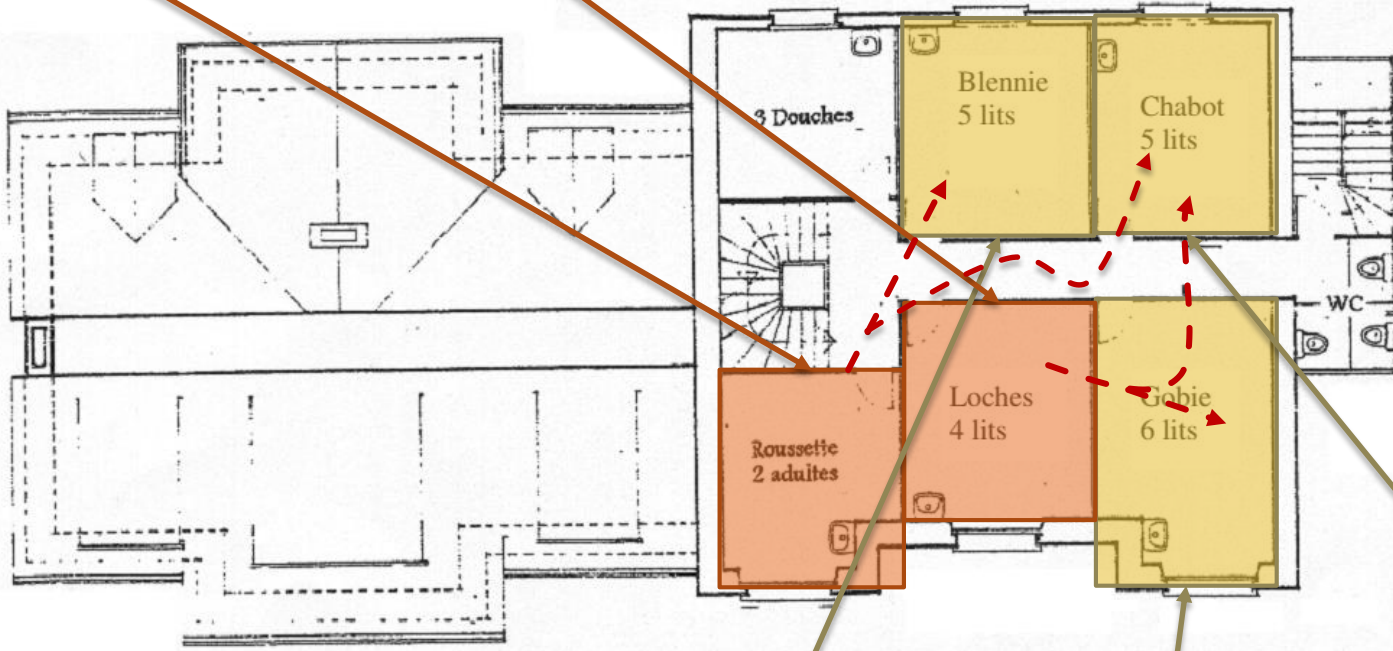 3 Douches
Blennie
5 lits
Chabot
5 lits
WC
Roussette
2 adultes
Loches
4 lits
Gobie
6 lits